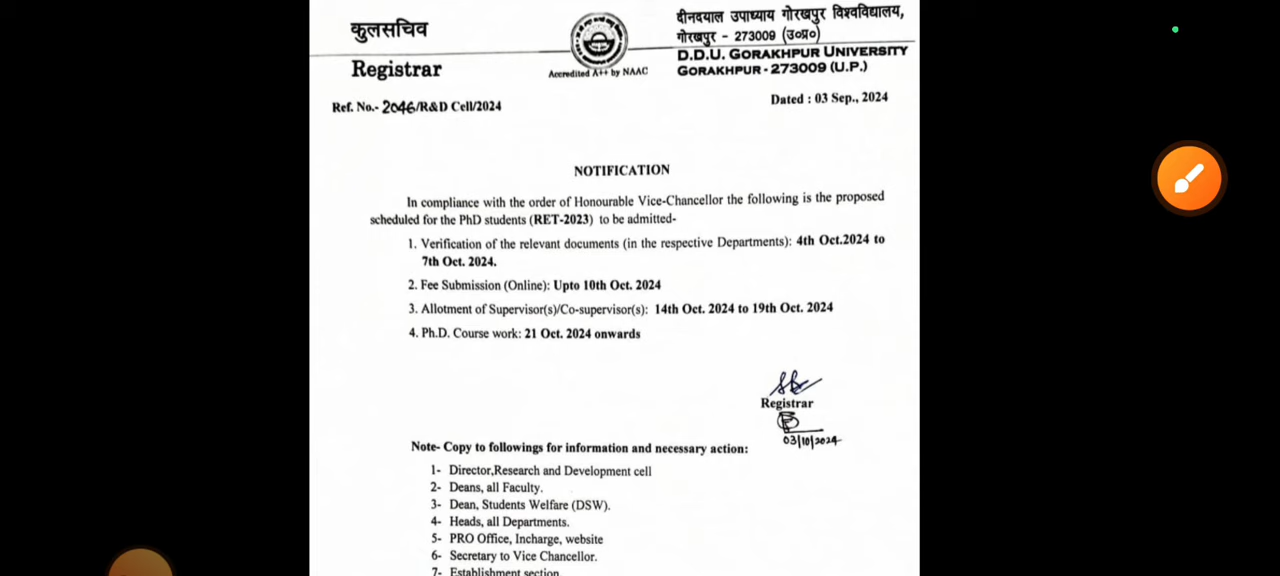 कुलसचिव
Registrar
Accredited A++ by NAAC
दीनदयाल उपाध्याय गोरखपुर विश्वविद्यालय,
गोरखपुर - 273009 (उ०प्र०)
D.D.U. GORAKHPUR UNIVERSITY
GORAKHPUR - 273009 (U.P.)
Ref. No.- 2046/R&D Cell/2024
Dated : 03 Sep., 2024
NOTIFICATION
In compliance with the order of Honourable Vice-Chancellor the following is the proposed
scheduled for the PhD students (RET-2023) to be admitted-
1. Verification of the relevant documents (in the respective Departments): 4th Oct.2024 to
7th Oct. 2024.
2. Fee Submission (Online): Upto 10th Oct. 2024
3. Allotment of Supervisor(s)/Co-supervisor(s): 14th Oct. 2024 to 19th Oct. 2024
4. Ph.D. Course work: 21 Oct. 2024 onwards
Registrar
03/10/2024
Note- Copy to followings for information and necessary action:
1- Director,Research and Development cell
2- Deans, all Faculty.
3- Dean, Students Welfare (DSW).
4- Heads, all Departments.
5- PRO Office, Incharge, website
6- Secretary to Vice Chancellor.
7- Establishment section.